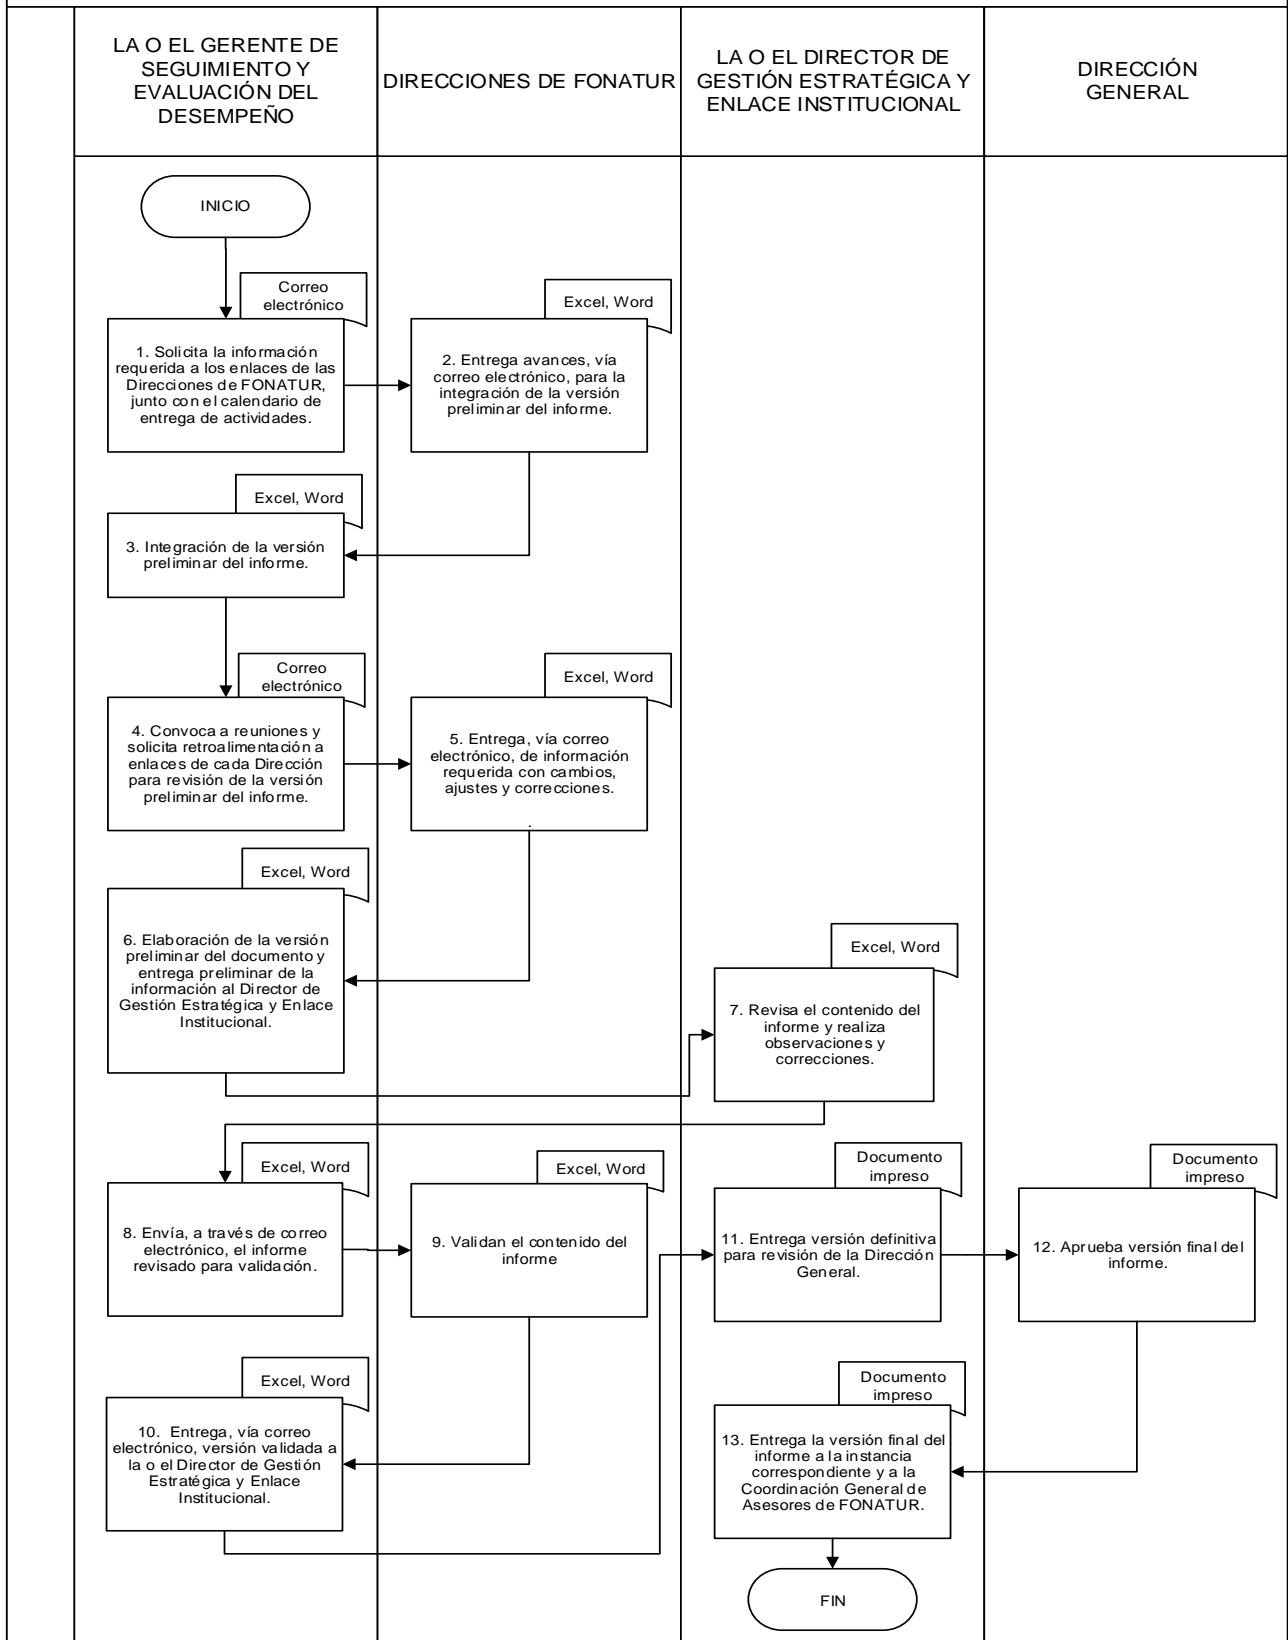 LA O EL GERENTE DE
SEGUIMIENTO Y
EVALUACIÓN DEL
DESEMPEÑO
DIRECCIONES DE FONATUR
LA O EL DIRECTOR DE
GESTIÓN ESTRATÉGICA Y
ENLACE INSTITUCIONAL
DIRECCIÓN
GENERAL
INICIO
Correo
electrónico
1. Solicita la información
requerida a los enlaces de las
Direcciones de FONATUR,
junto con el calendario de
entrega de actividades.
Excel, Word
2. Entrega avances, vía
correo electrónico, para la
integración de la versión
preliminar del informe.
Excel, Word
3. Integración de la versión
preliminar del informe.
Correo
electrónico
4. Convoca a reuniones y
solicita retroalimentación a
enlaces de cada Dirección
para revisión de la versión
preliminar del informe.
Excel, Word
5. Entrega, vía correo
electrónico, de información
requerida con cambios,
ajustes y correcciones.
.
Excel, Word
6. Elaboración de la versión
preliminar del documento y
entrega preliminar de la
información al Director de
Gestión Estratégica y Enlace
Institucional.
Excel, Word
7. Revisa el contenido del
informe y realiza
observaciones y
correcciones.
Excel, Word
8. Envía, a través de correo
electrónico, el informe
revisado para validación.
Excel, Word
9. Validan el contenido del
informe
Documento
impreso
11. Entrega versión definitiva
para revisión de la Dirección
General.
Documento
impreso
12. Aprueba versión final del
informe.
Excel, Word
10. Entrega, vía correo
electrónico, versión validada a
la o el Director de Gestión
Estratégica y Enlace
Institucional.
Documento
impreso
13. Entrega la versión final del
informe a la instancia
correspondiente y a la
Coordinación General de
Asesores de FONATUR.
FIN